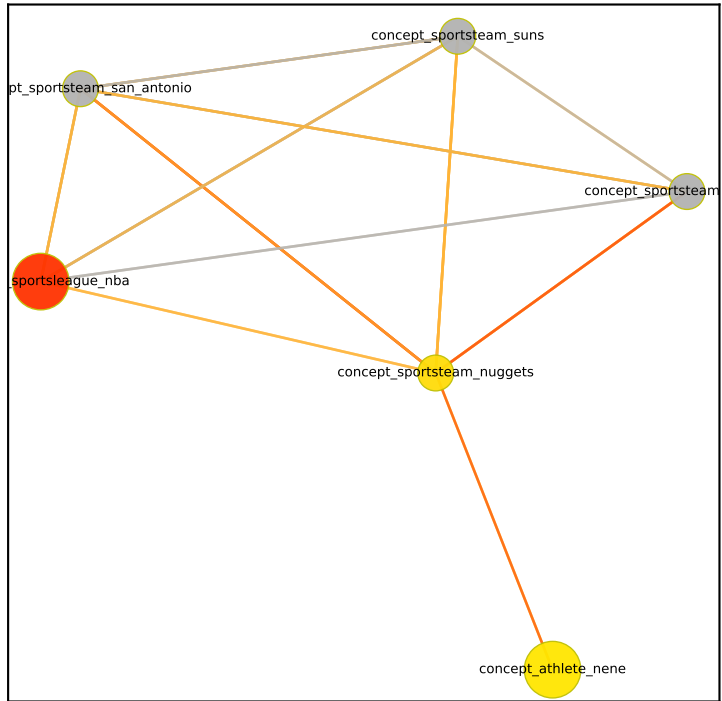 concept_sportsteam_suns
pt_sportsteam_san_antonio
concept_sportsteam
_sportsleague_nba
concept_sportsteam_nuggets
concept_athlete_nene